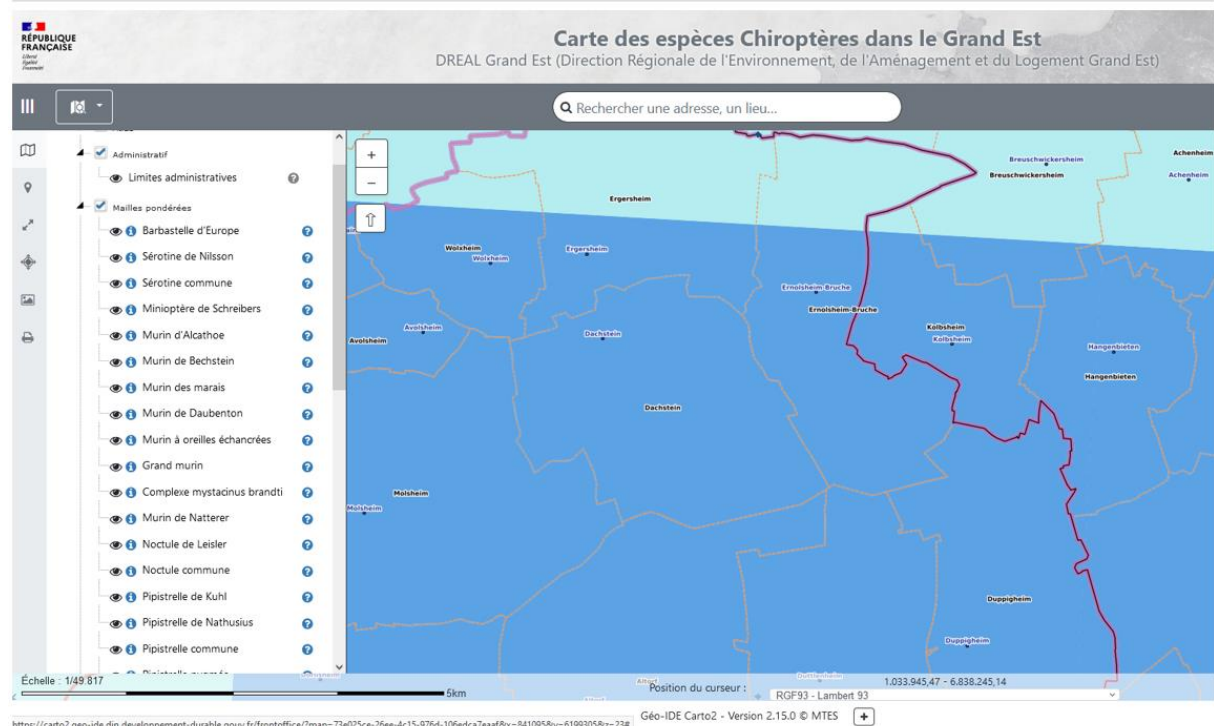 RÉPUBLIQUE
FRANÇAISE
Liberté
Égalité
Fraternité
Carte des espèces Chiroptères dans le Grand Est
DREAL Grand Est (Direction Régionale de l'Environnement, de l'Aménagement et du Logement Grand Est)
Rechercher une adresse, un lieu...
Administratif
Limites administratives
Mailles pondérées
Barbastelle d'Europe
Sérotine de Nilsson
Sérotine commune
Minioptère de Schreibers
Murin d'Alcathoe
Murin de Bechstein
Murin des marais
Murin de Daubenton
Murin à oreilles échancrées
Grand murin
Complexe mystacinus brandti
Murin de Natterer
Noctule de Leisler
Noctule commune
Pipistrelle de Kuhl
Pipistrelle de Nathusius
Pipistrelle commune
+
−
Breuschwickersheim
Breuschwickersheim
Achenheim
Achenheim
Ergersheim
Wolxheim
Wolxheim
Ergersheim
Ernolsheim-Bruche
Ernolsheim-Bruche
Avolsheim
Avolsheim
Dachstein
Kolbsheim
Kolbsheim
Hangenbieten
Hangenbieten
Dachstein
Molsheim
Molsheim
Duppigheim
Duppigheim
Altorf
Duttlenheim
Échelle : 1/49 817
5km
Position du curseur :
1.033.945,47 - 6.838.245,14
RGF93 - Lambert 93
Géo-IDE Carto2 - Version 2.15.0 © MTES
+